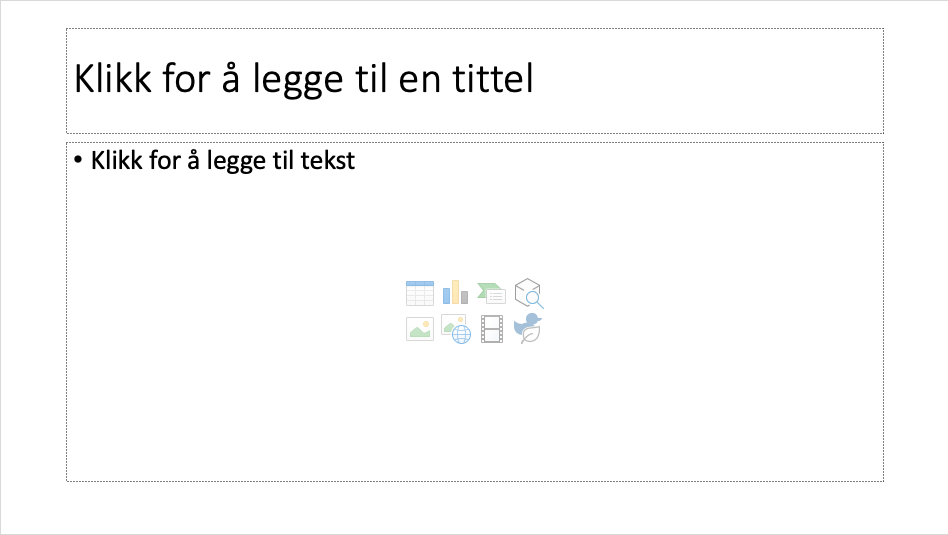 Klikk for å legge til en tittel
• Klikk for å legge til tekst